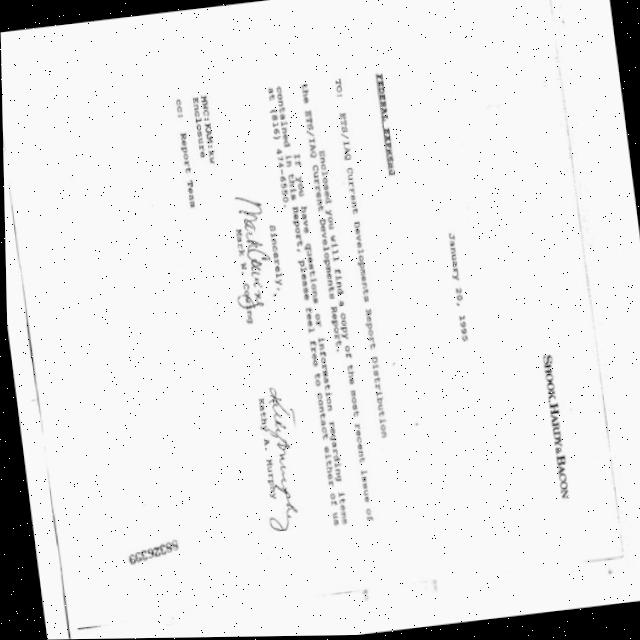 SHOOK, HARDY & BACON
January 20, 1995
FEDERAL EXPRESS
TO: ETS/IAQ Current Developments Report Distribution
Enclosed you will find a copy of the most recent issue of
the ETS/IAQ Current Developments Report.
If you have questions or information regarding items
contained in this Report, please feel free to contact either of us
at (816) 474-6550.
Sincerely,
Mark W. Cowing
Kathy A. Murphy
MWC:KAM:kw
Enclosure
cc: Report Team